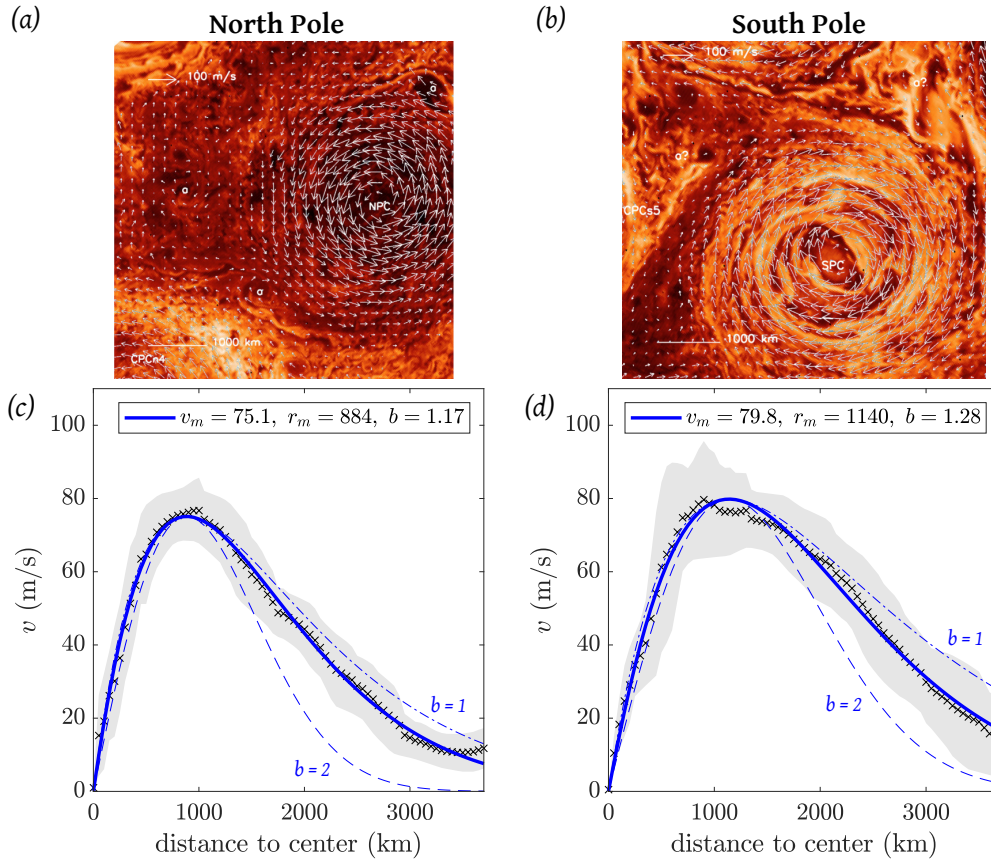 (a)
North Pole
100 m/s
a
NPC
a
a
1000 km
CPCn4
(b)
South Pole
100 m/s
a?
a?
CPCs5
SPC
1000 km
(c)
v_m = 75.1, r_m = 884, b = 1.17
100
80
60
40
20
0
v (m/s)
b = 1
b = 2
0
1000
2000
3000
distance to center (km)
(d)
v_m = 79.8, r_m = 1140, b = 1.28
100
80
60
40
20
0
v (m/s)
b = 1
b = 2
0
1000
2000
3000
distance to center (km)